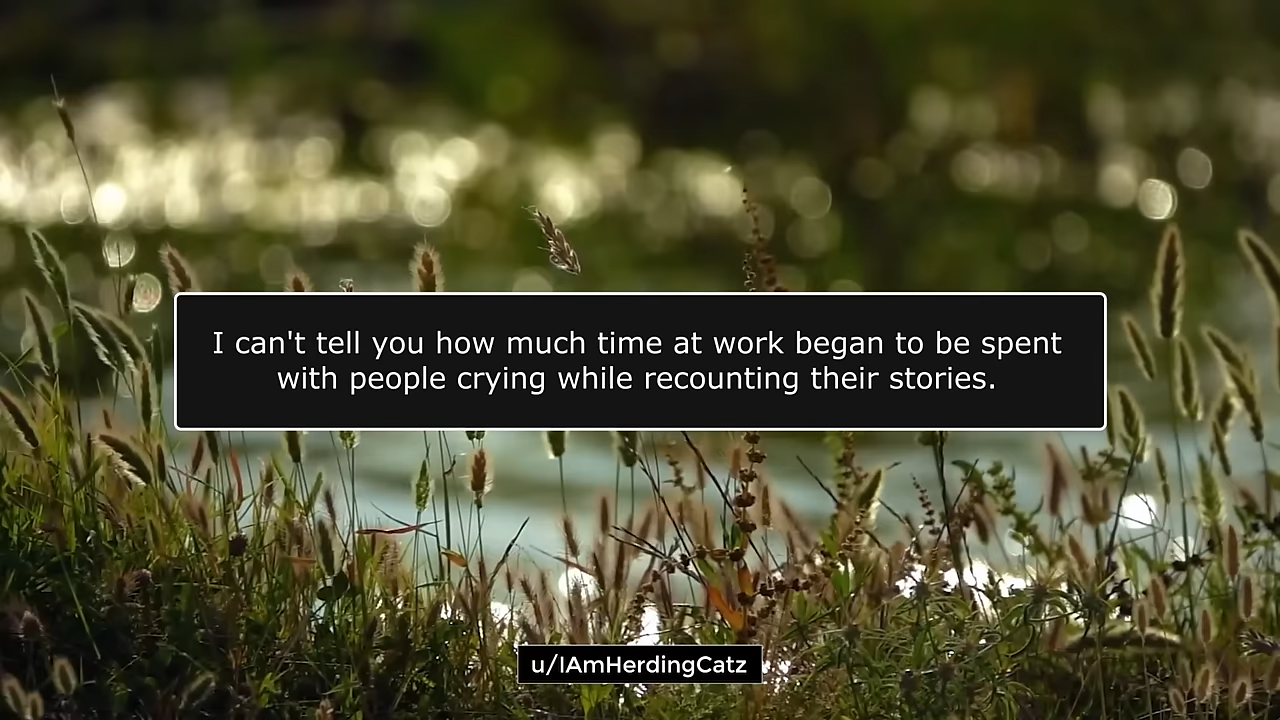 I can't tell you how much time at work began to be spent
with people crying while recounting their stories.
u/IAmHerdingCatz